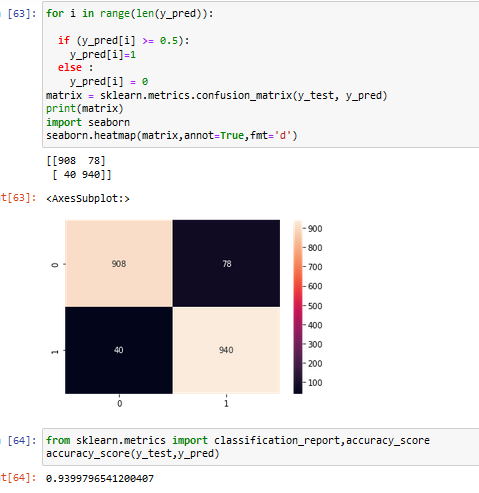 [63]: for i in range(len(y_pred)):
if (y_pred[i] >= 0.5):
y_pred[i]=1
else :
y_pred[i] = 0
matrix = sklearn.metrics.confusion_matrix(y_test, y_pred)
print(matrix)
import seaborn
seaborn.heatmap(matrix,annot=True,fmt='d')
[[908 78]
[ 40 940]]
t[63]: <AxesSubplot:>
0
908
78
1
40
940
0 1
900
800
700
600
500
400
300
200
100
[64]: from sklearn.metrics import classification_report,accuracy_score
accuracy_score(y_test,y_pred)
t[64]: 0.9399796541200407